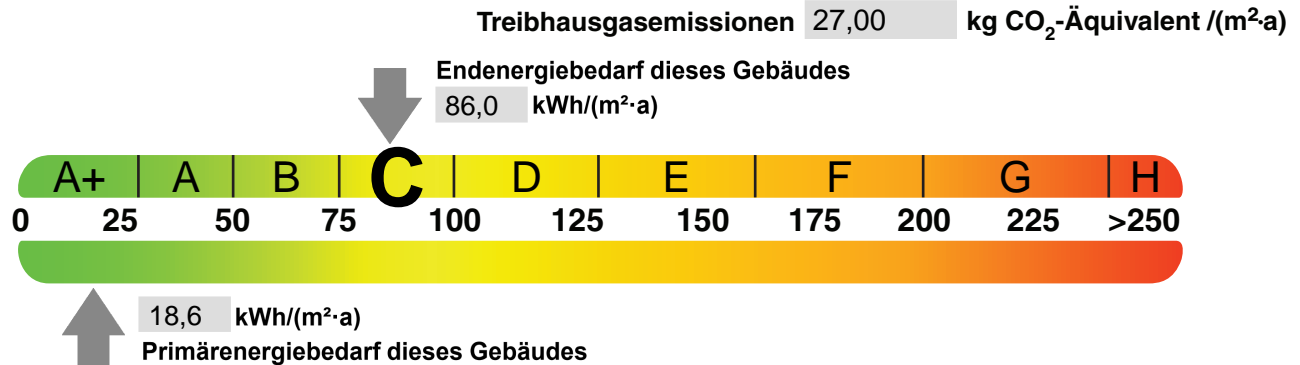 Treibhausgasemissionen 27,00 kg CO₂-Äquivalent /(m²·a)
Endenergiebedarf dieses Gebäudes
86,0 kWh/(m²·a)
A+ A B C D E F G H
0 25 50 75 100 125 150 175 200 225 >250
18,6 kWh/(m²·a)
Primärenergiebedarf dieses Gebäudes